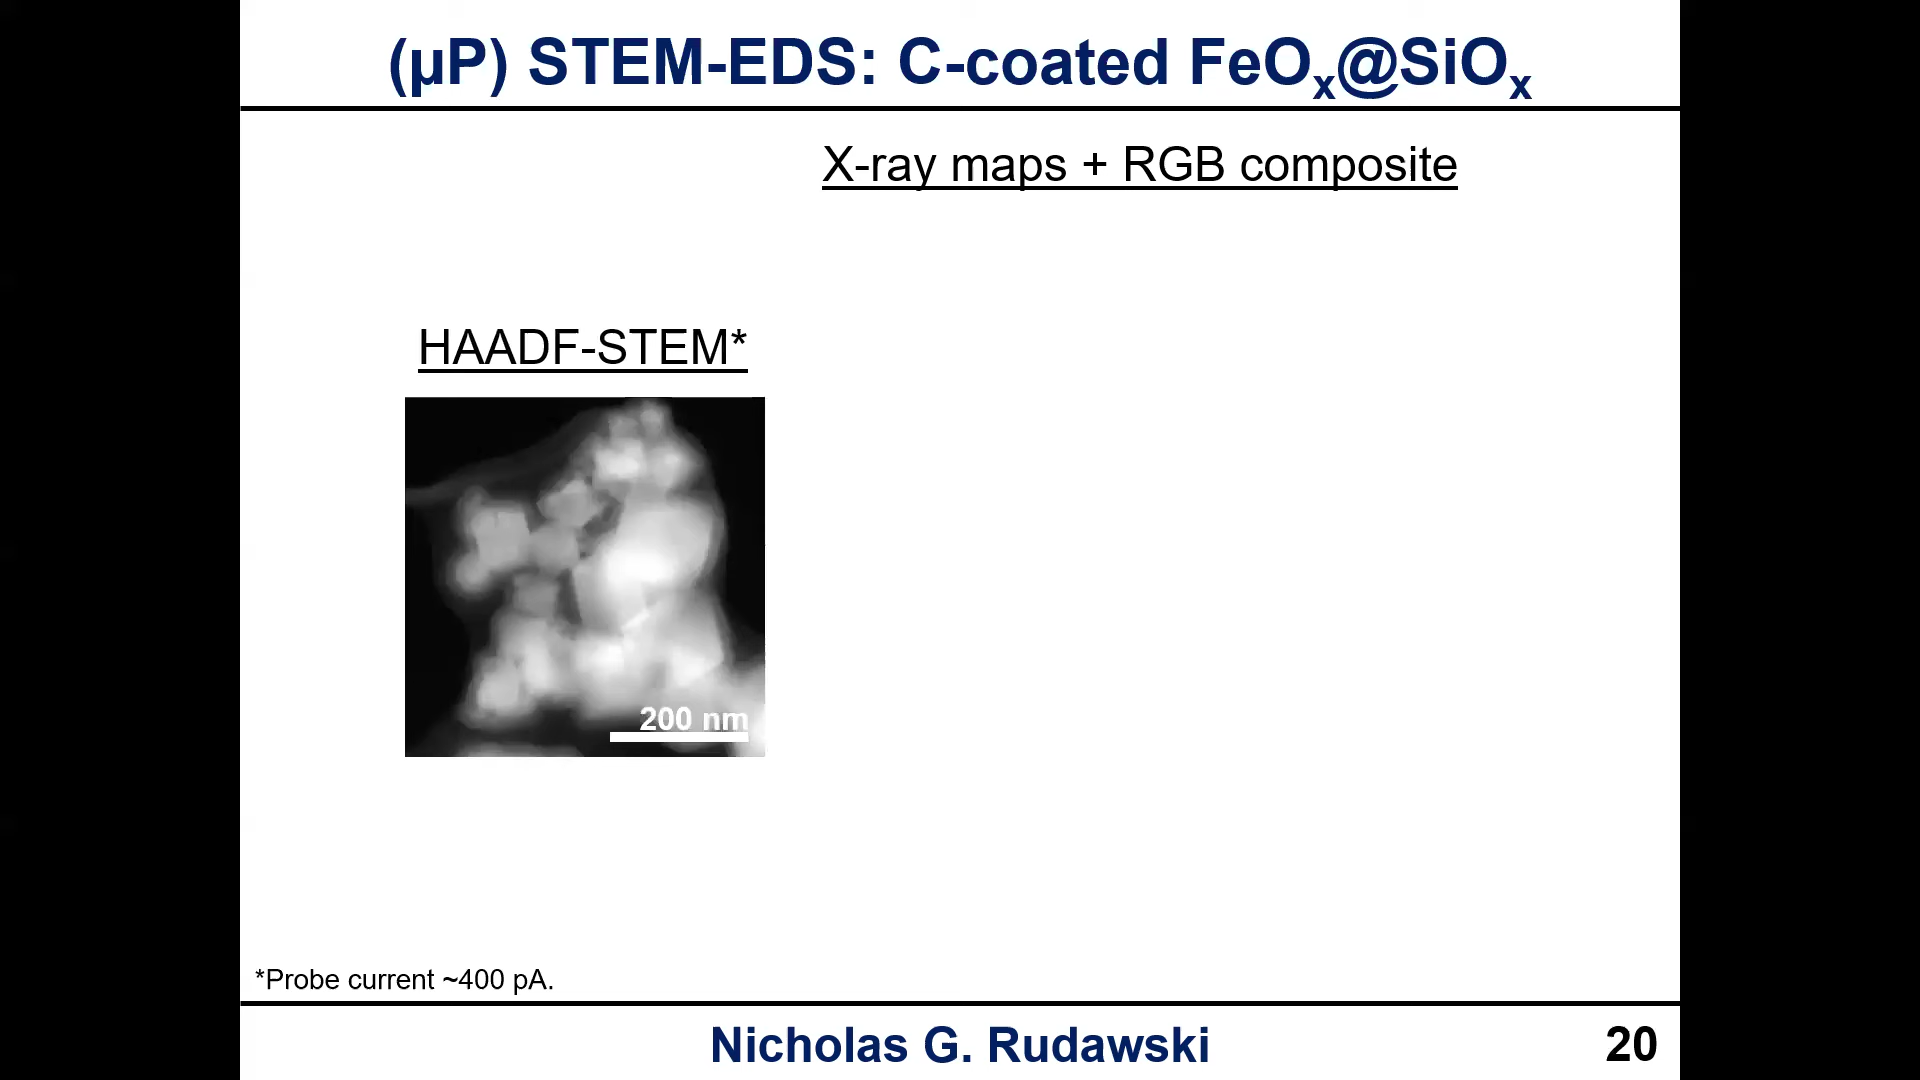 (μP) STEM-EDS: C-coated FeOx@SiOx
X-ray maps + RGB composite
HAADF-STEM*
200 nm
*Probe current ~400 pA.
Nicholas G. Rudawski
20